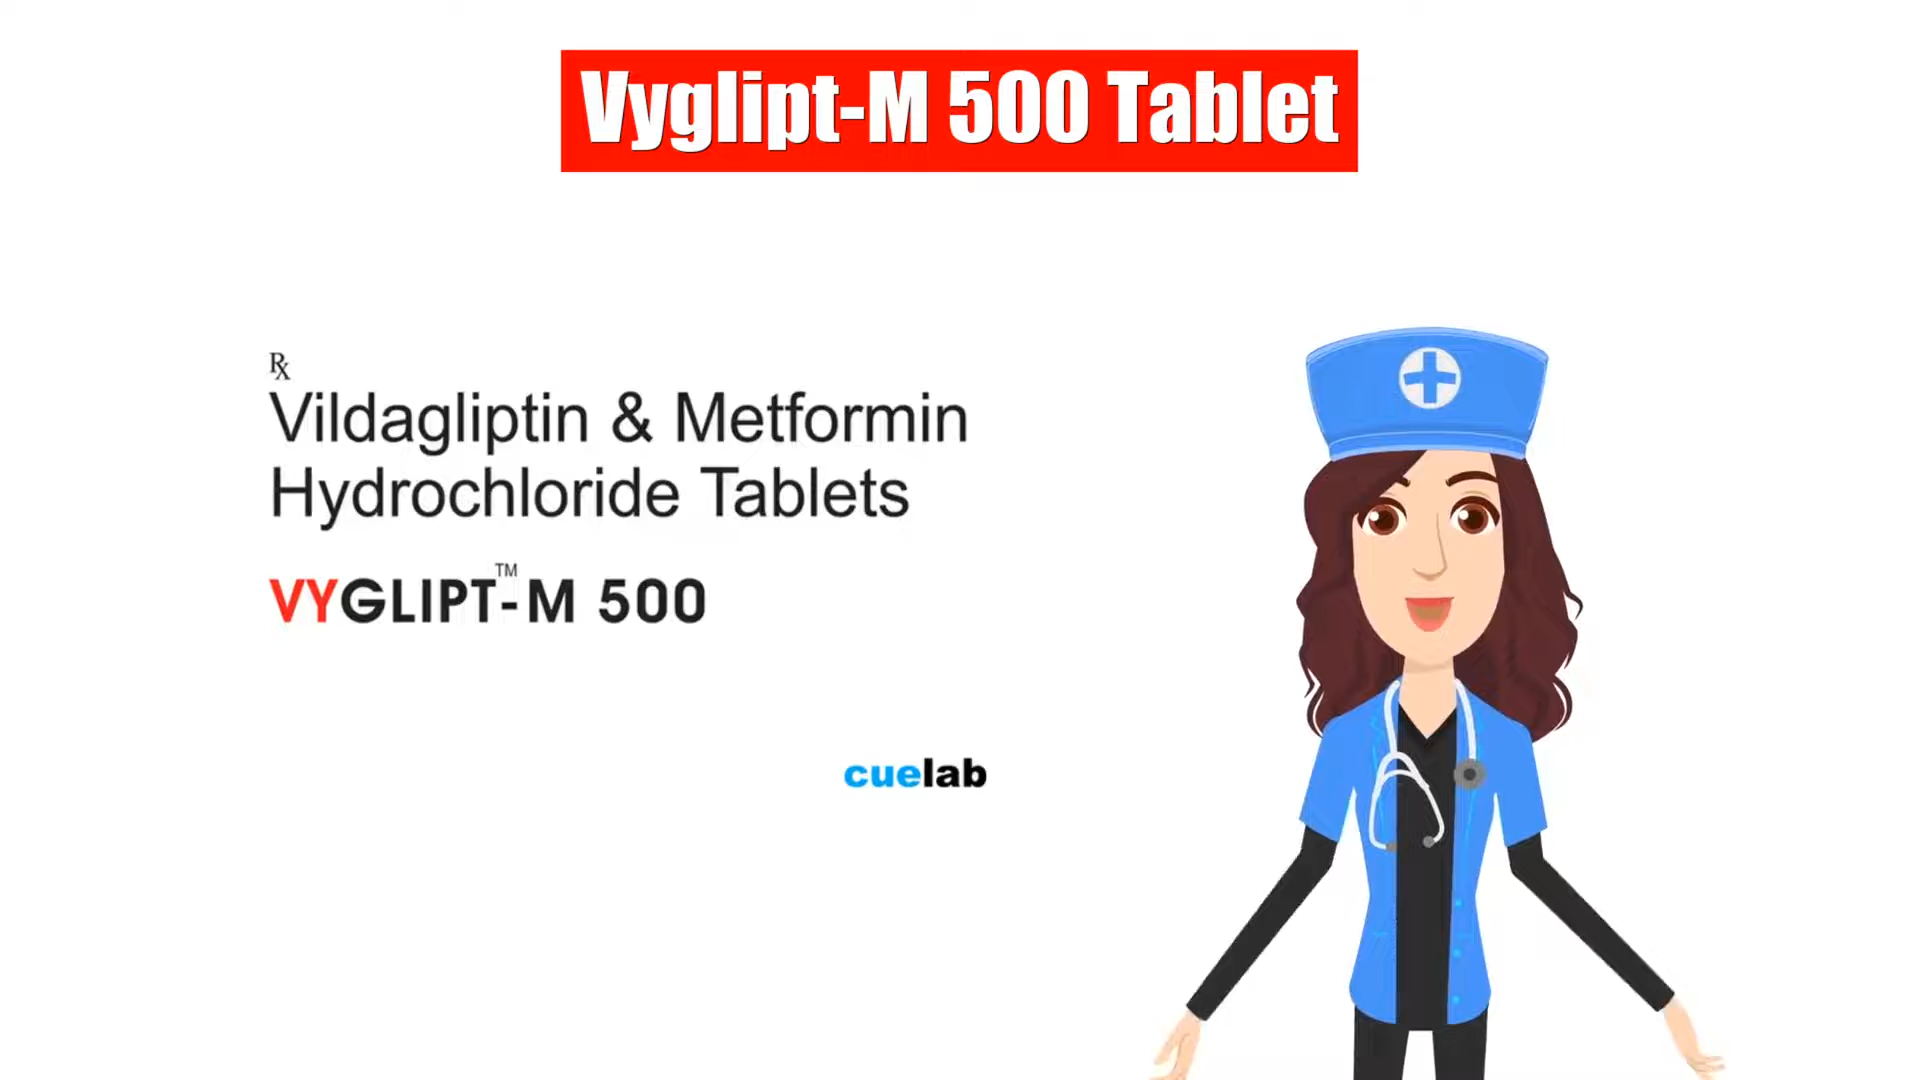 Vyglipt-M 500 Tablet
℞
Vildagliptin & Metformin
Hydrochloride Tablets
VYGLIPT™-M 500
cuelab